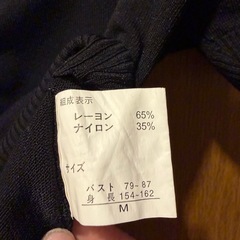 組成表示
レーヨン 65%
ナイロン 35%
サイズ
バスト 79-87
身長 154-162
M